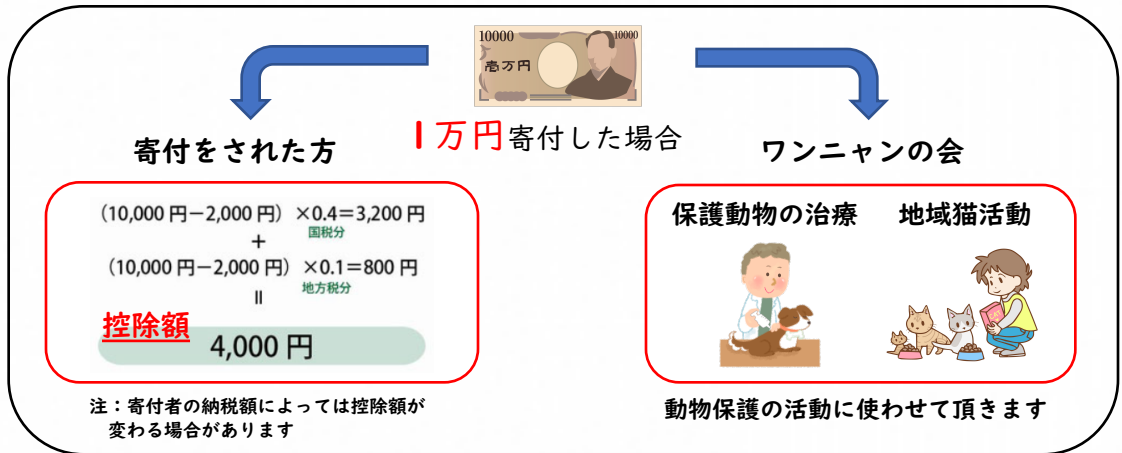 10000
10000
壱万円
1万円寄付した場合
寄付をされた方
(10,000円－2,000円) ×0.4＝3,200円
国税分
＋
(10,000円－2,000円) ×0.1＝800円
地方税分
＝
控除額
4,000円
注：寄付者の納税額によっては控除額が
変わる場合があります
ワンニャンの会
保護動物の治療 地域猫活動
動物保護の活動に使わせて頂きます